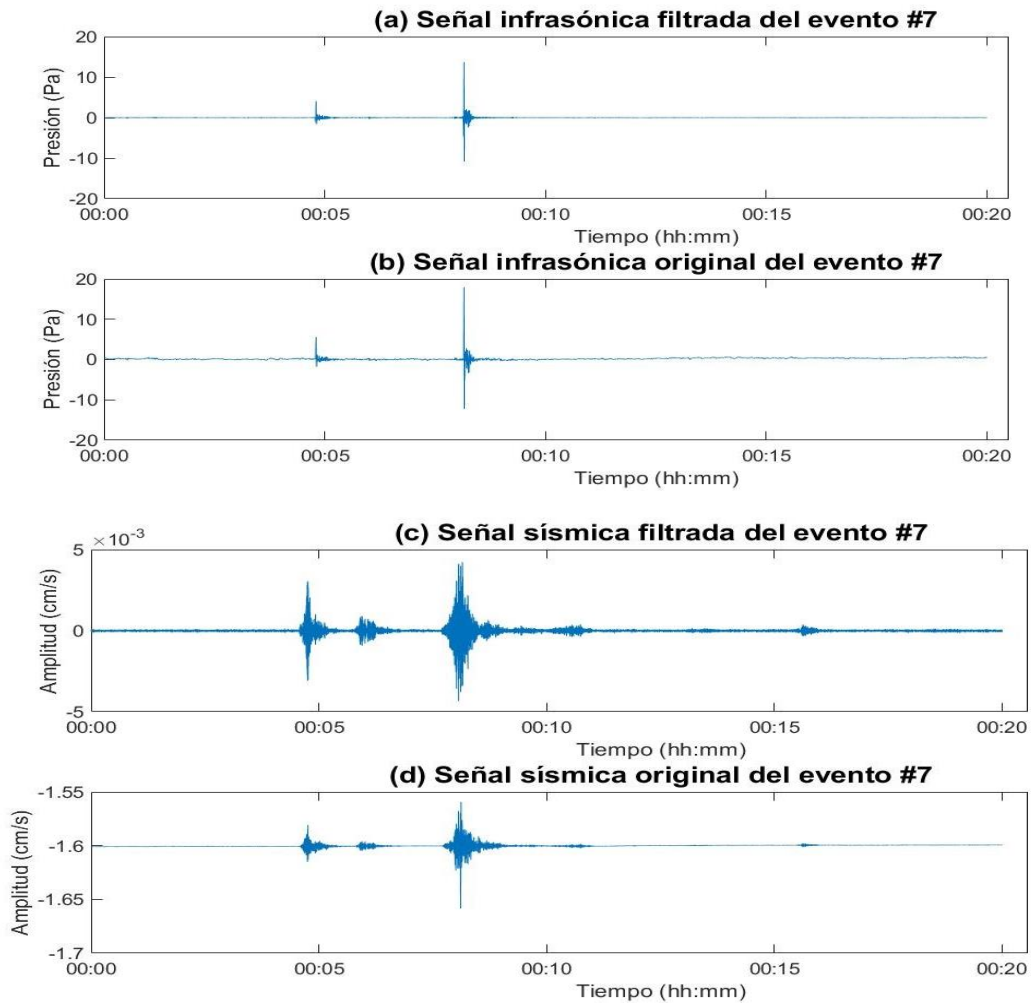 (a) Señal infrasónica filtrada del evento #7
20
10
0
-10
-20
Presión (Pa)
00:00 00:05 00:10 00:15 00:20
Tiempo (hh:mm)
(b) Señal infrasónica original del evento #7
20
10
0
-10
-20
Presión (Pa)
00:00 00:05 00:10 00:15 00:20
Tiempo (hh:mm)
(c) Señal sísmica filtrada del evento #7
×10⁻³
5
0
-5
Amplitud (cm/s)
00:00 00:05 00:10 00:15 00:20
Tiempo (hh:mm)
(d) Señal sísmica original del evento #7
-1.55
-1.6
-1.65
-1.7
Amplitud (cm/s)
00:00 00:05 00:10 00:15 00:20
Tiempo (hh:mm)